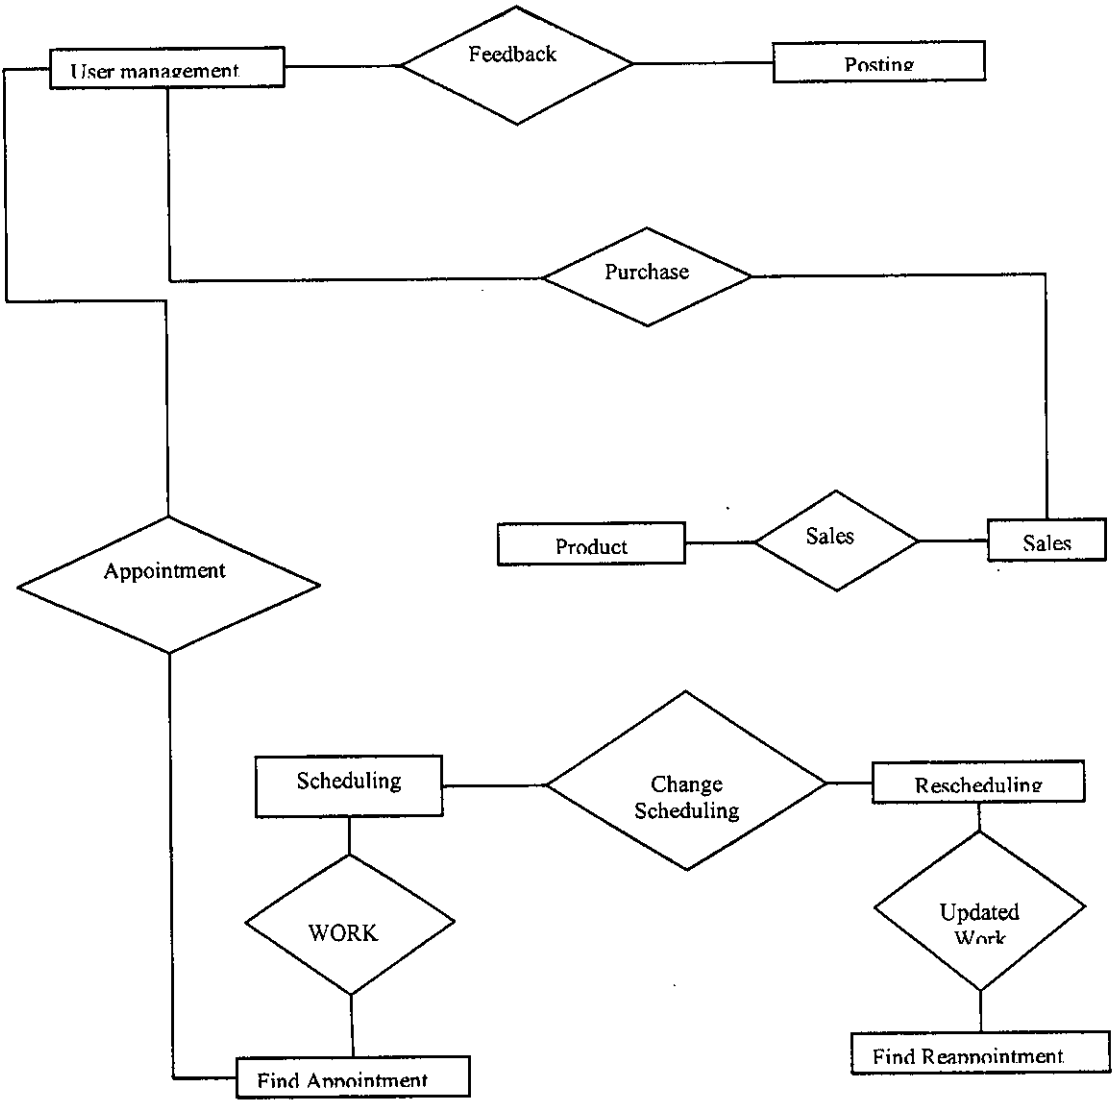 Feedback
User management
Posting
Purchase
Sales
Product
Sales
Appointment
Scheduling
Change
Scheduling
Rescheduling
WORK
Updated
Work
Find Appointment
Find Reappointment